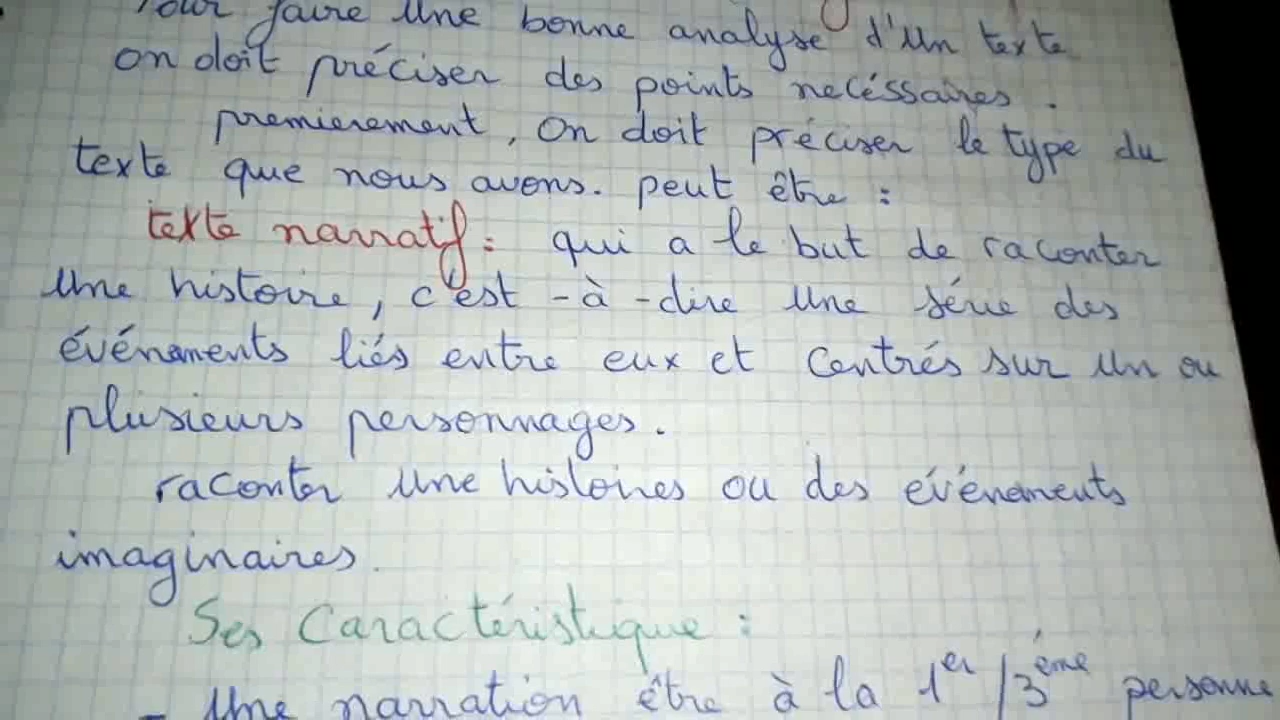 Pour faire une bonne analyse d'un texte
on doit préciser des points necéssaires.
premierement, on doit préciser le type du
texte que nous avons. peut être :
texte narratif : qui a le but de raconter
une histoire, c'est-à-dire une série des
événements liés entre eux et centrés sur un ou
plusieurs personnages.
raconter une histoires ou des événements
imaginaires.
Ses Caractéristique :
- une narration être à la 1er/3ème personne